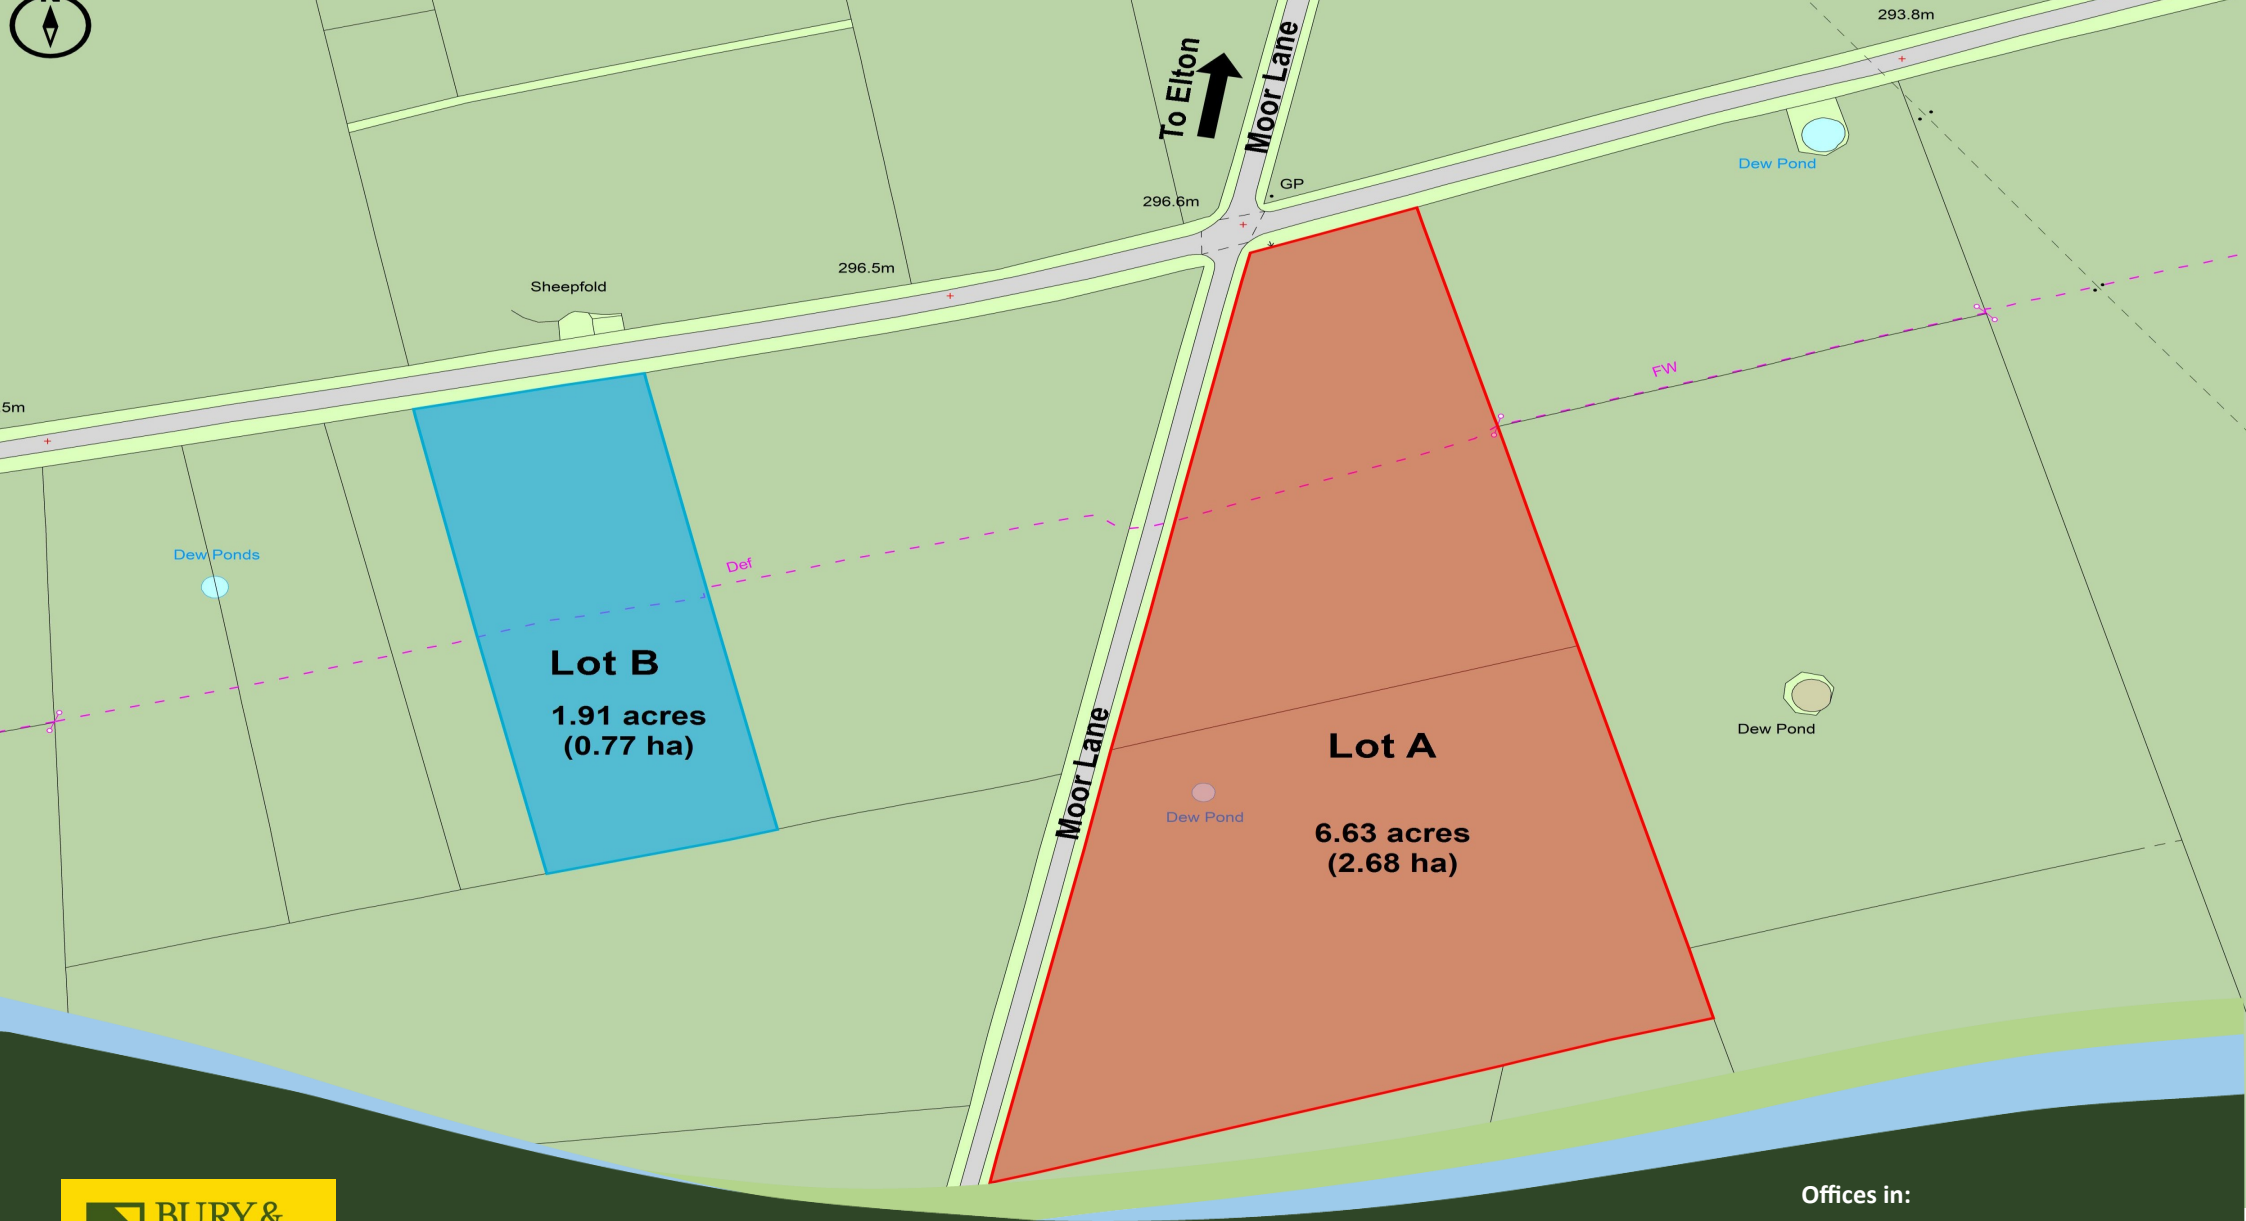 293.8m
To Elton
Moor Lane
Dew Pond
GP
296.6m
296.5m
Sheepfold
5m
FW
Dew Ponds
Def
Lot B
1.91 acres
(0.77 ha)
Moor Lane
Lot A
Dew Pond
Dew Pond
6.63 acres
(2.68 ha)
Offices in:
BURY &